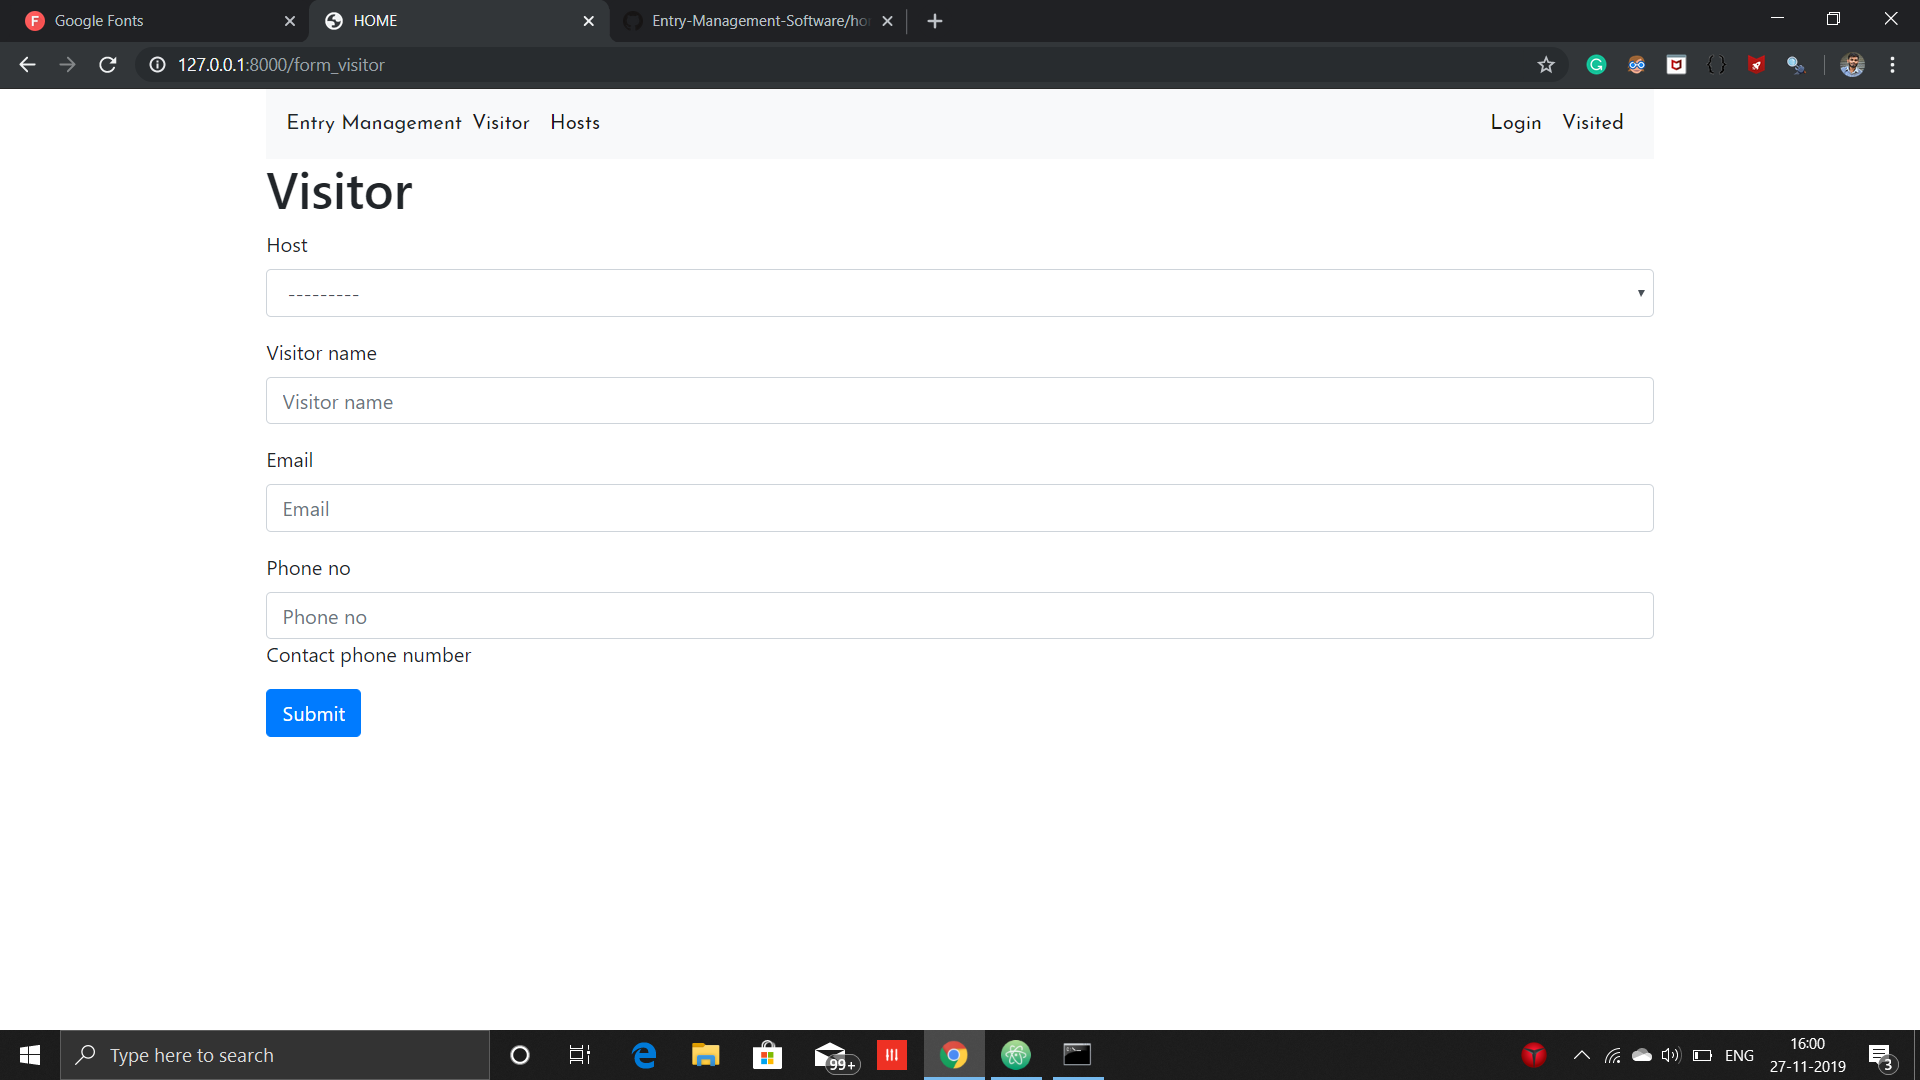 Google Fonts
HOME
Entry-Management-Software/ho
127.0.0.1:8000/form_visitor
Entry Management Visitor Hosts Login Visited
Visitor
Host
---------
Visitor name
Visitor name
Email
Email
Phone no
Phone no
Contact phone number
Submit
Type here to search
99+
ENG
16:00
27-11-2019
3